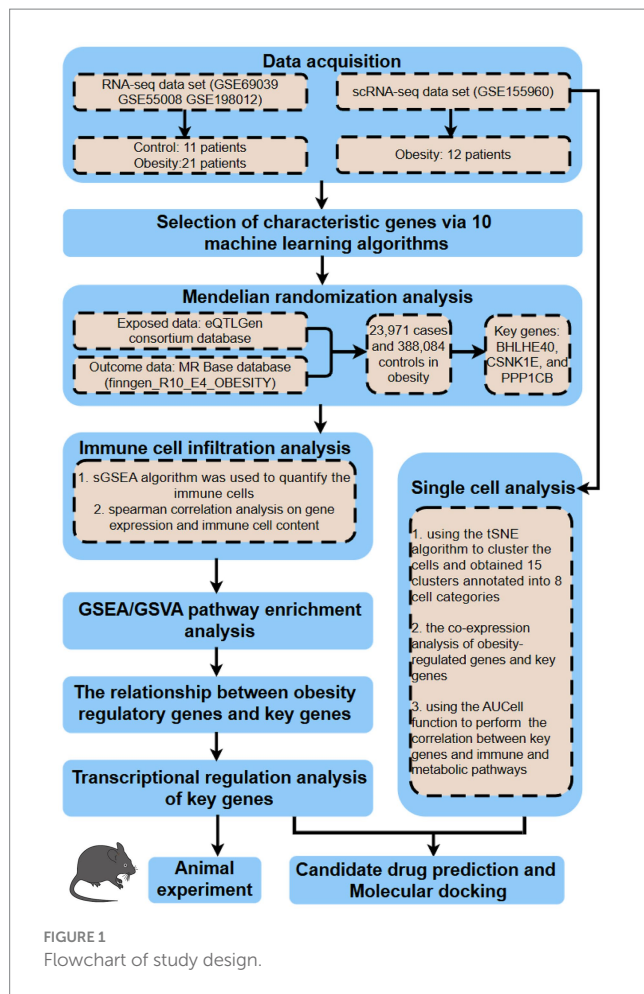 Data acquisition
RNA-seq data set (GSE69039
GSE55008 GSE198012)
scRNA-seq data set (GSE155960)
Control: 11 patients
Obesity:21 patients
Obesity: 12 patients
Selection of characteristic genes via 10
machine learning algorithms
Mendelian randomization analysis
Exposed data: eQTLGen
consortium database
Outcome data: MR Base database
(finngen_R10_E4_OBESITY)
23,971 cases
and 388,084
controls in
obesity
Key genes:
BHLHE40,
CSNK1E, and
PPP1CB
Immune cell infiltration analysis
1. sGSEA algorithm was used to quantify the
immune cells
2. spearman correlation analysis on gene
expression and immune cell content
Single cell analysis
1. using the tSNE
algorithm to cluster the
cells and obtained 15
clusters annotated into 8
cell categories
2. the co-expression
analysis of obesity-
regulated genes and key
genes
3. using the AUCell
function to perform the
correlation between key
genes and immune and
metabolic pathways
GSEA/GSVA pathway enrichment
analysis
The relationship between obesity
regulatory genes and key genes
Transcriptional regulation analysis
of key genes
Animal
experiment
Candidate drug prediction and
Molecular docking
FIGURE 1
Flowchart of study design.